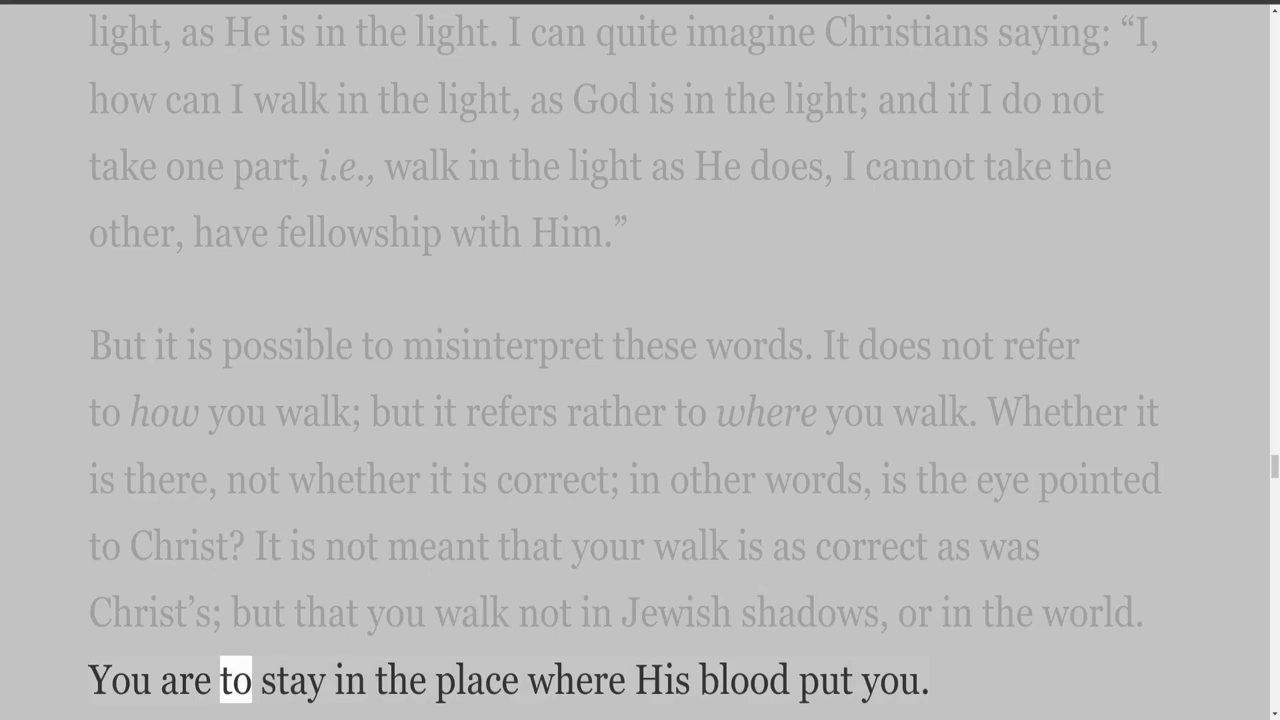 light, as He is in the light. I can quite imagine Christians saying: “I,
how can I walk in the light, as God is in the light; and if I do not
take one part, i.e., walk in the light as He does, I cannot take the
other, have fellowship with Him.”
But it is possible to misinterpret these words. It does not refer
to how you walk; but it refers rather to where you walk. Whether it
is there, not whether it is correct; in other words, is the eye pointed
to Christ? It is not meant that your walk is as correct as was
Christ’s; but that you walk not in Jewish shadows, or in the world.
You are to stay in the place where His blood put you.